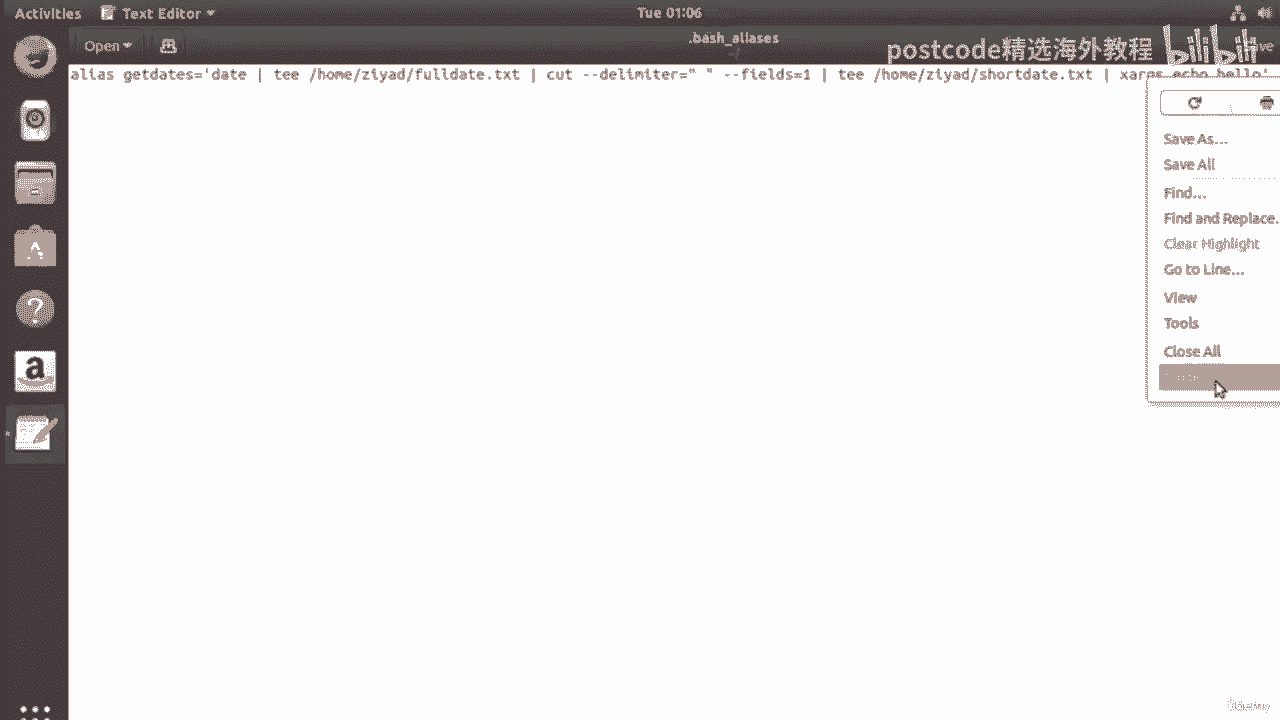 Activities Text Editor Tue 01:06
Open .bash_aliases
postcode精选海外教程 bilibili
alias getdates='date | tee /home/ziyad/fulldate.txt | cut --delimiter=" " --fields=1 | tee /home/ziyad/shortdate.txt | xargs echo hello'
Save As...
Save All
Find...
Find and Replace...
Clear Highlight
Go to Line...
View
Tools
Close All
Udemy